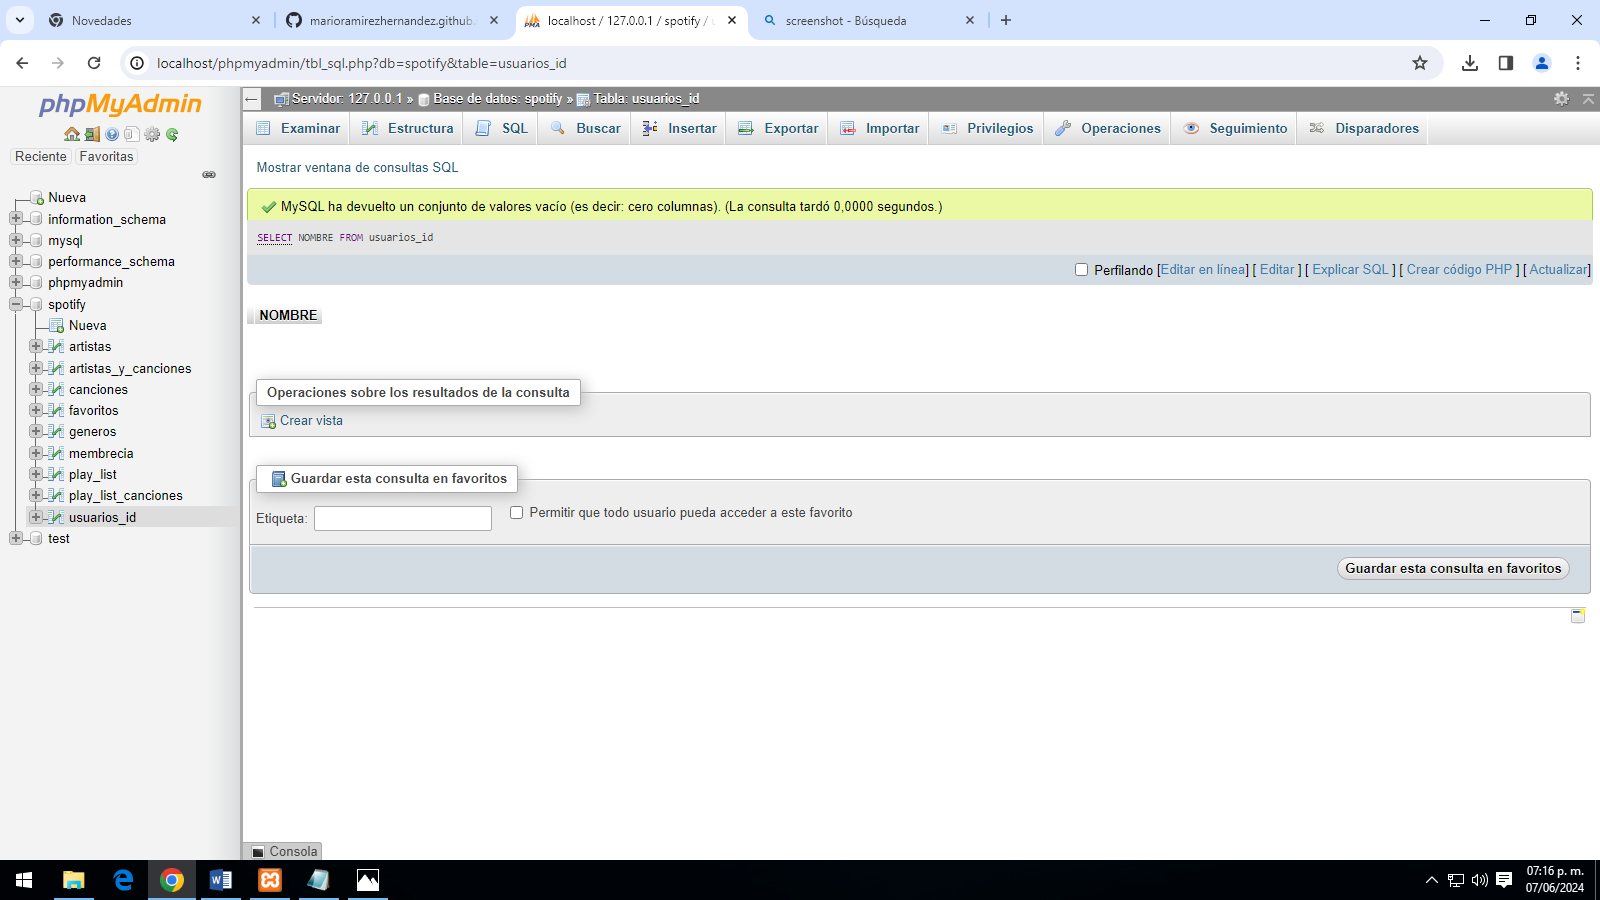 Novedades
marioramirezhernandez.github.
localhost / 127.0.0.1 / spotify / u
screenshot - Búsqueda
localhost/phpmyadmin/tbl_sql.php?db=spotify&table=usuarios_id
phpMyAdmin
Reciente Favoritas
Nueva
information_schema
mysql
performance_schema
phpmyadmin
spotify
Nueva
artistas
artistas_y_canciones
canciones
favoritos
generos
membrecia
play_list
play_list_canciones
usuarios_id
test
Servidor: 127.0.0.1 » Base de datos: spotify » Tabla: usuarios_id
Examinar Estructura SQL Buscar Insertar Exportar Importar Privilegios Operaciones Seguimiento Disparadores
Mostrar ventana de consultas SQL
MySQL ha devuelto un conjunto de valores vacío (es decir: cero columnas). (La consulta tardó 0,0000 segundos.)
SELECT NOMBRE FROM usuarios_id
Perfilando [Editar en línea] [ Editar ] [ Explicar SQL ] [ Crear código PHP ] [ Actualizar]
NOMBRE
Operaciones sobre los resultados de la consulta
Crear vista
Guardar esta consulta en favoritos
Etiqueta: Permitir que todo usuario pueda acceder a este favorito
Guardar esta consulta en favoritos
Consola
07:16 p. m.
07/06/2024